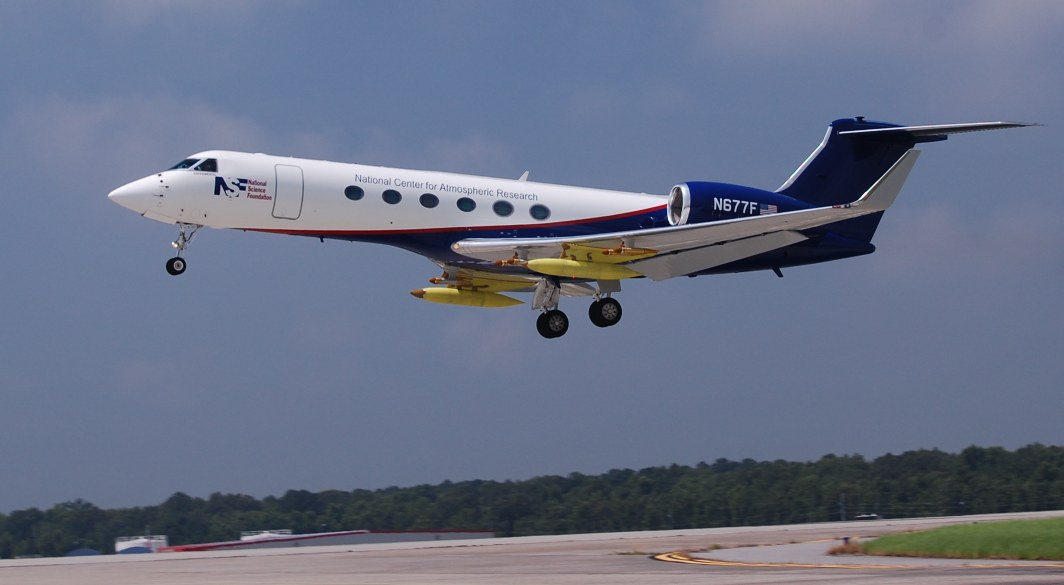 NSF
National
Science
Foundation
National Center for Atmospheric Research
N677F